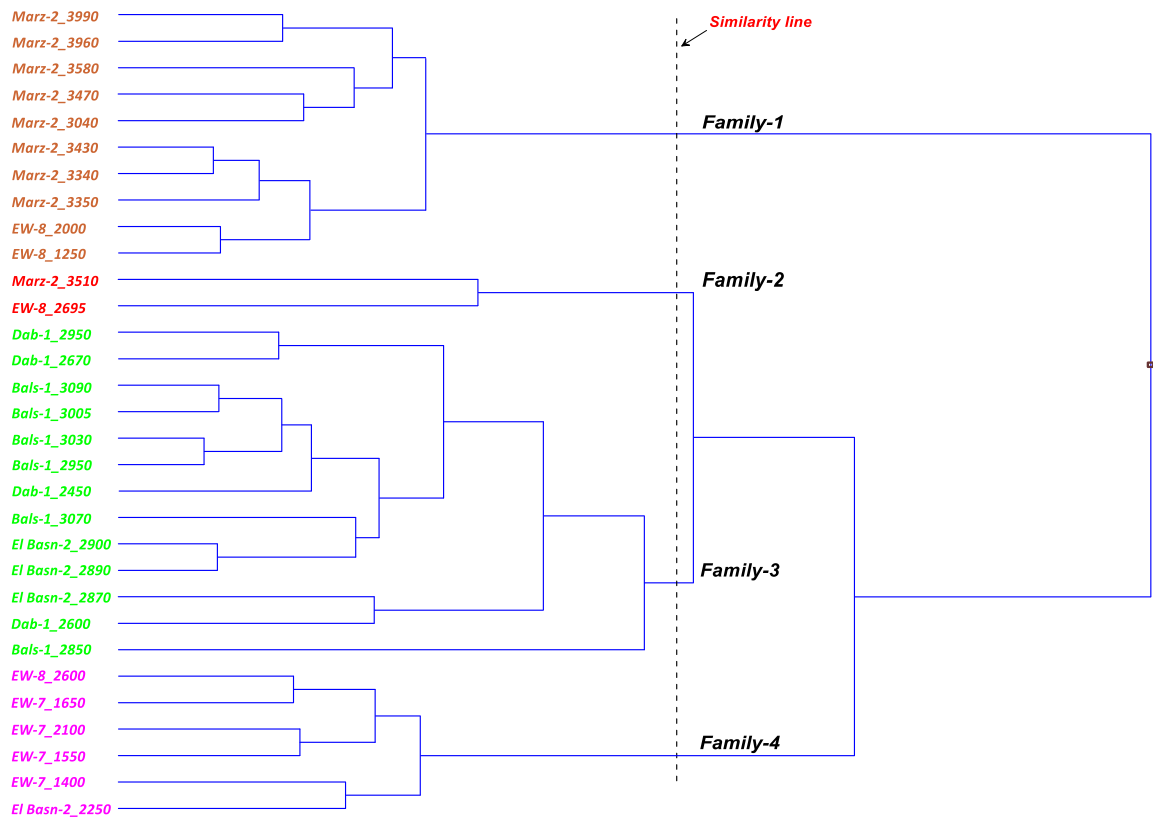 Marz-2_3990
Similarity line
Marz-2_3960
Marz-2_3580
Marz-2_3470
Marz-2_3040
Family-1
Marz-2_3430
Marz-2_3340
Marz-2_3350
EW-8_2000
EW-8_1250
Marz-2_3510
Family-2
EW-8_2695
Dab-1_2950
Dab-1_2670
Bals-1_3090
Bals-1_3005
Bals-1_3030
Bals-1_2950
Dab-1_2450
Bals-1_3070
El Basn-2_2900
El Basn-2_2890
Family-3
El Basn-2_2870
Dab-1_2600
Bals-1_2850
EW-8_2600
EW-7_1650
EW-7_2100
Family-4
EW-7_1550
EW-7_1400
El Basn-2_2250